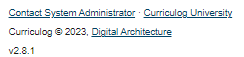 Contact System Administrator · Curriculog University
Curriculog © 2023, Digital Architecture
v2.8.1